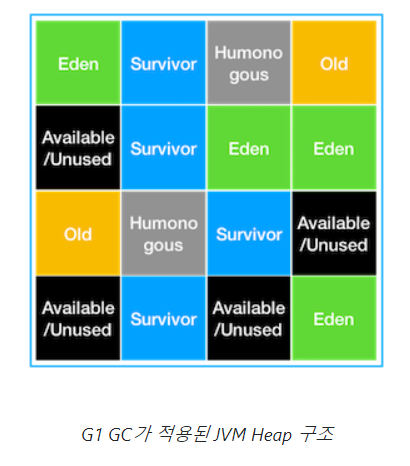 Eden
Survivor
Humono
gous
Old
Available
/Unused
Survivor
Eden
Eden
Old
Humono
gous
Survivor
Available
/Unused
Available
/Unused
Survivor
Available
/Unused
Eden
G1 GC가 적용된 JVM Heap 구조